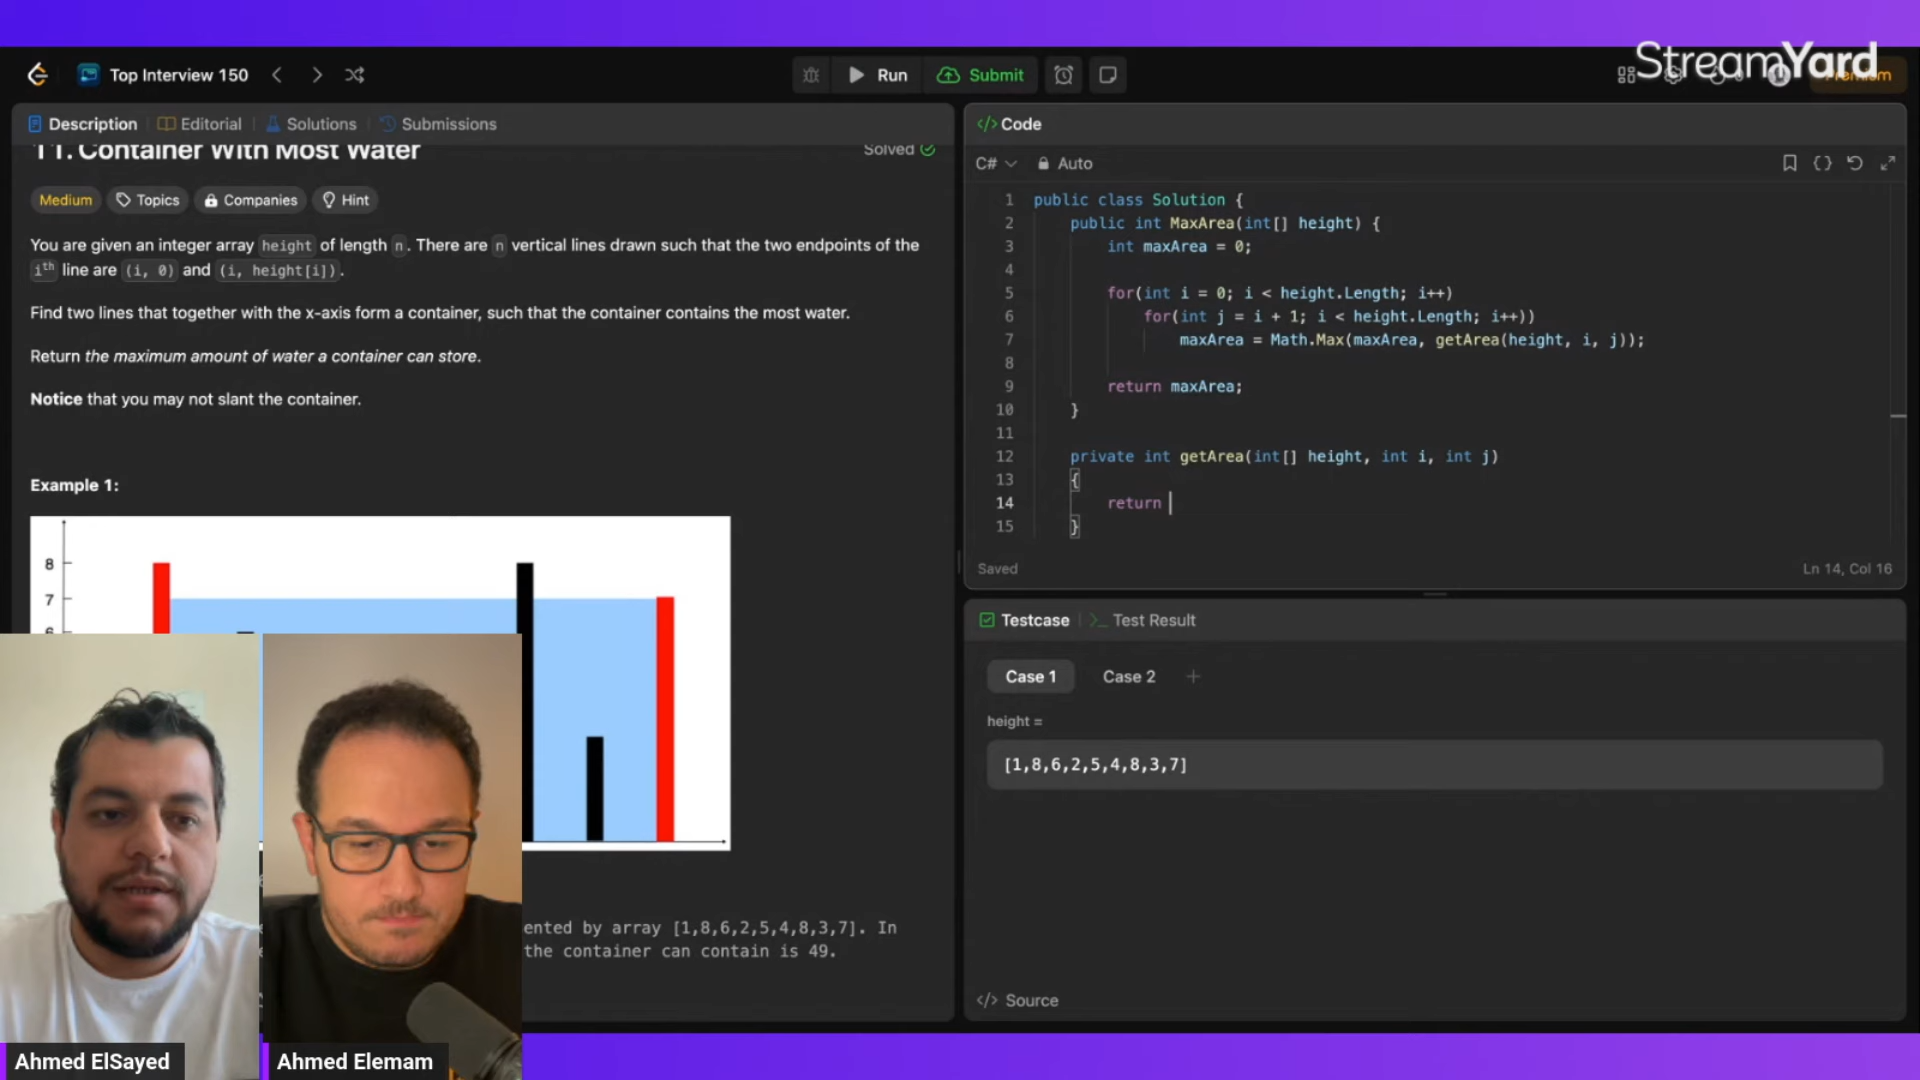 StreamYard
Top Interview 150
Run
Submit
Premium
Description
Editorial
Solutions
Submissions
11. Container With Most Water
Solved
Medium
Topics
Companies
Hint
You are given an integer array height of length n. There are n vertical lines drawn such that the two endpoints of the
ith line are (i, 0) and (i, height[i]).
Find two lines that together with the x-axis form a container, such that the container contains the most water.
Return the maximum amount of water a container can store.
Notice that you may not slant the container.
Example 1:
8
7
6
ented by array [1,8,6,2,5,4,8,3,7]. In
the container can contain is 49.
</> Code
C#
Auto
1 public class Solution {
2 public int MaxArea(int[] height) {
3 int maxArea = 0;
4
5 for(int i = 0; i < height.Length; i++)
6 for(int j = i + 1; i < height.Length; i++))
7 maxArea = Math.Max(maxArea, getArea(height, i, j));
8
9 return maxArea;
10 }
11
12 private int getArea(int[] height, int i, int j)
13 {
14 return
15 }
Saved
Ln 14, Col 16
Testcase
>_ Test Result
Case 1
Case 2
+
height =
[1,8,6,2,5,4,8,3,7]
</> Source
Ahmed ElSayed
Ahmed Elemam